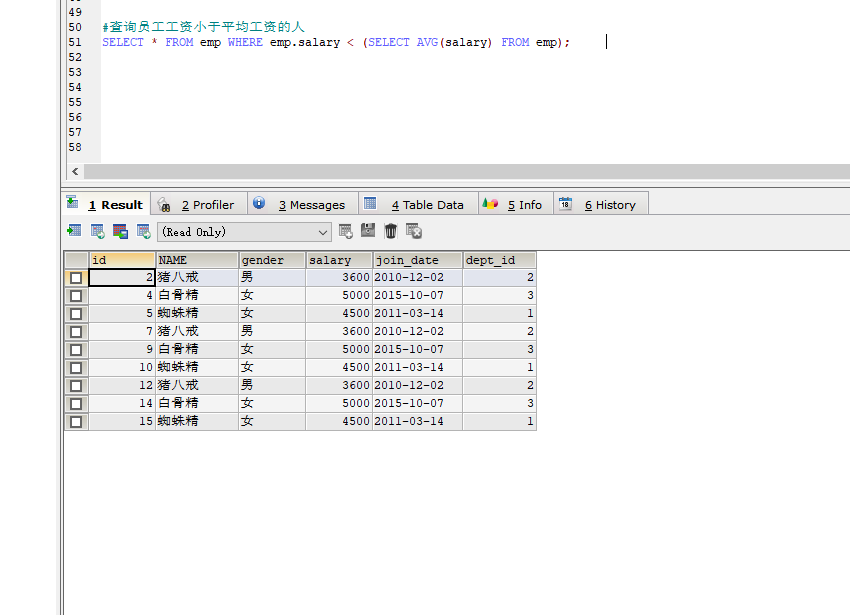 49
50 #查询员工工资小于平均工资的人
51 SELECT * FROM emp WHERE emp.salary < (SELECT AVG(salary) FROM emp);
52
53
54
55
56
57
58
1 Result 2 Profiler 3 Messages 4 Table Data 5 Info 18 6 History
(Read Only)
id NAME gender salary join_date dept_id
2 猪八戒 男 3600 2010-12-02 2
4 白骨精 女 5000 2015-10-07 3
5 蜘蛛精 女 4500 2011-03-14 1
7 猪八戒 男 3600 2010-12-02 2
9 白骨精 女 5000 2015-10-07 3
10 蜘蛛精 女 4500 2011-03-14 1
12 猪八戒 男 3600 2010-12-02 2
14 白骨精 女 5000 2015-10-07 3
15 蜘蛛精 女 4500 2011-03-14 1